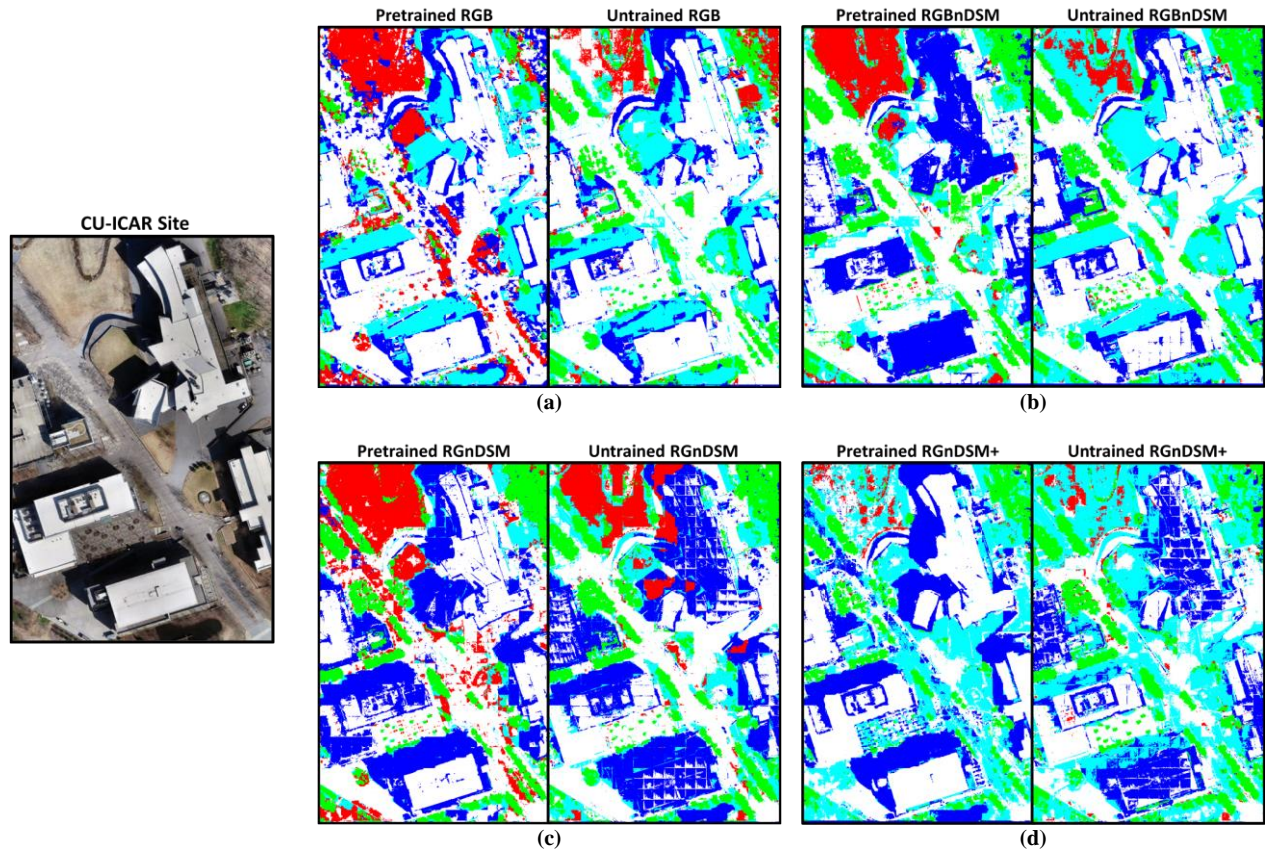 Pretrained RGB
Untrained RGB
Pretrained RGBnDSM
Untrained RGBnDSM
(a)
(b)
CU-ICAR Site
Pretrained RGnDSM
Untrained RGnDSM
Pretrained RGnDSM+
Untrained RGnDSM+
(c)
(d)